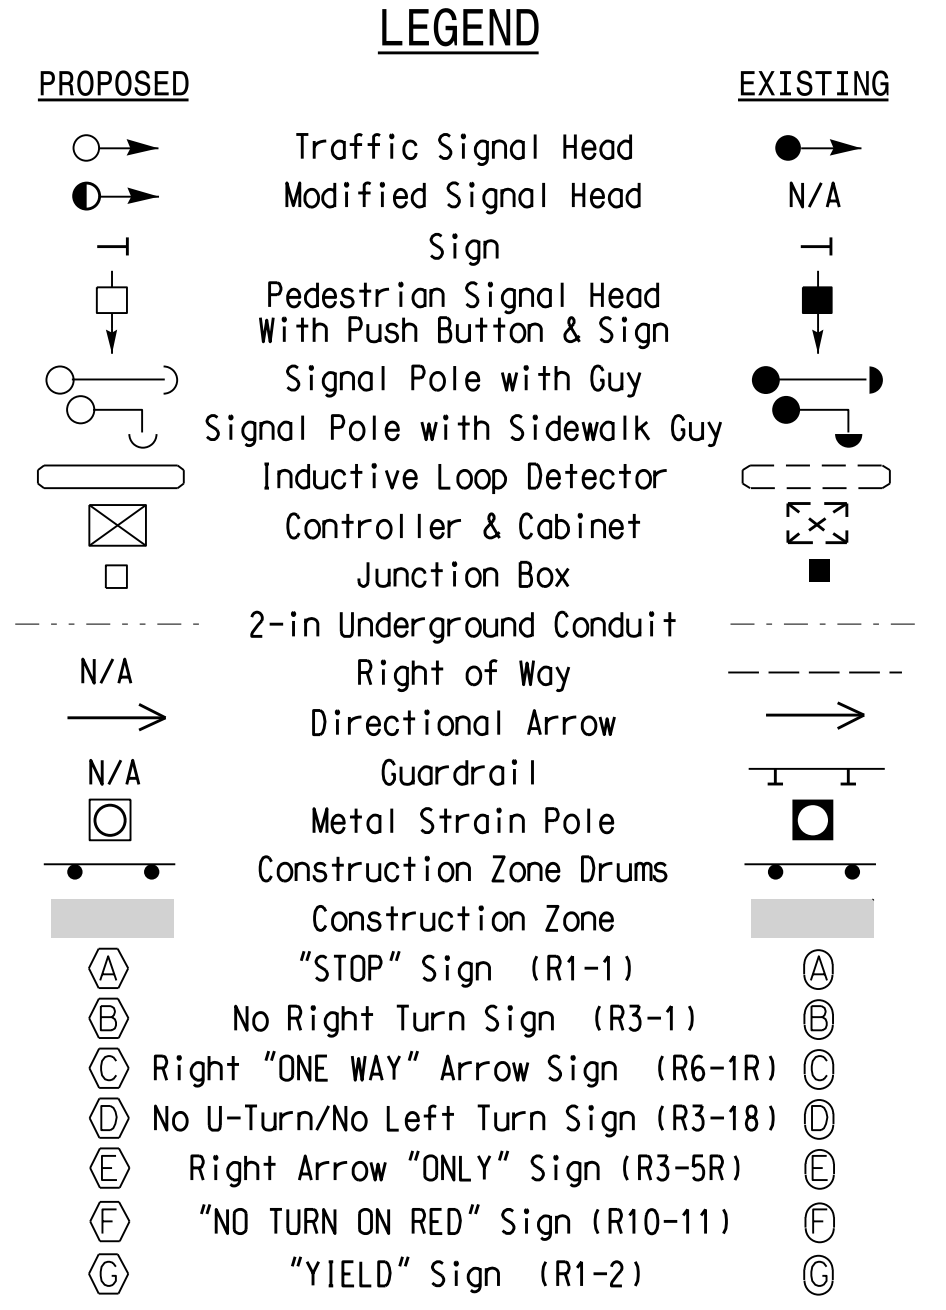 LEGEND
PROPOSED EXISTING
Traffic Signal Head
Modified Signal Head N/A
Sign
Pedestrian Signal Head
With Push Button & Sign
Signal Pole with Guy
Signal Pole with Sidewalk Guy
Inductive Loop Detector
Controller & Cabinet
Junction Box
2-in Underground Conduit
N/A Right of Way
Directional Arrow
N/A Guardrail
Metal Strain Pole
Construction Zone Drums
Construction Zone
A "STOP" Sign (R1-1) A
B No Right Turn Sign (R3-1) B
C Right "ONE WAY" Arrow Sign (R6-1R) C
D No U-Turn/No Left Turn Sign (R3-18) D
E Right Arrow "ONLY" Sign (R3-5R) E
F "NO TURN ON RED" Sign (R10-11) F
G "YIELD" Sign (R1-2) G